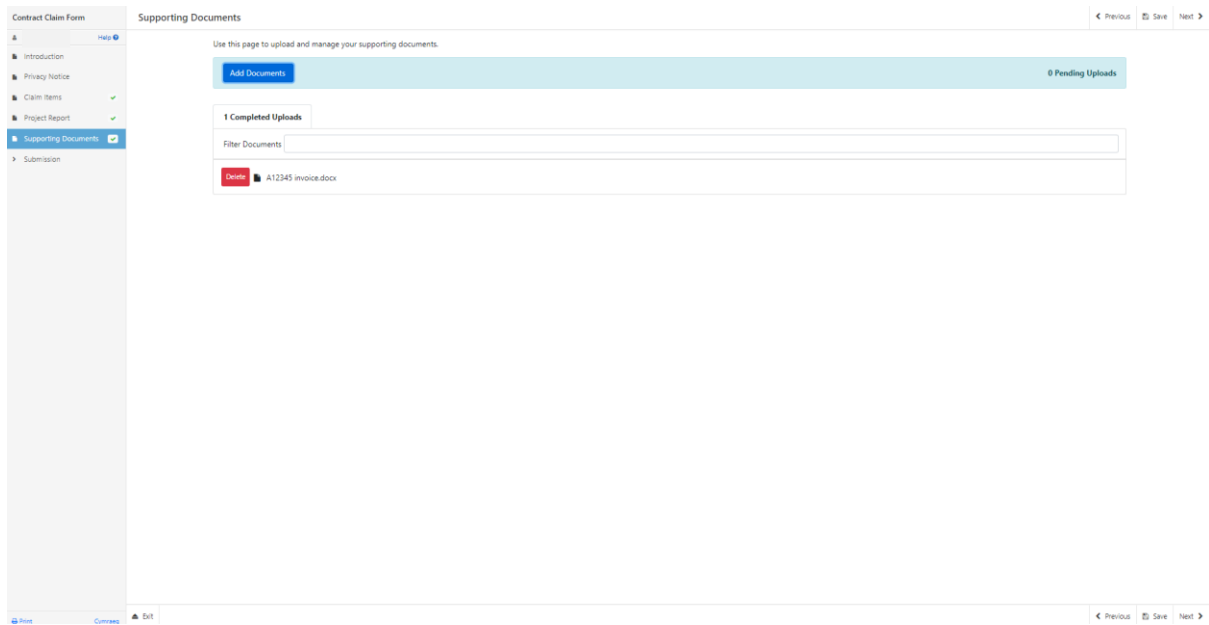 Contract Claim Form
Supporting Documents
Previous Save Next
Help
Introduction
Privacy Notice
Claim Items
Project Report
Supporting Documents
Submission
Use this page to upload and manage your supporting documents.
Add Documents
0 Pending Uploads
1 Completed Uploads
Filter Documents
Delete A12345 invoice.docx
Print Cymraeg
Exit
Previous Save Next